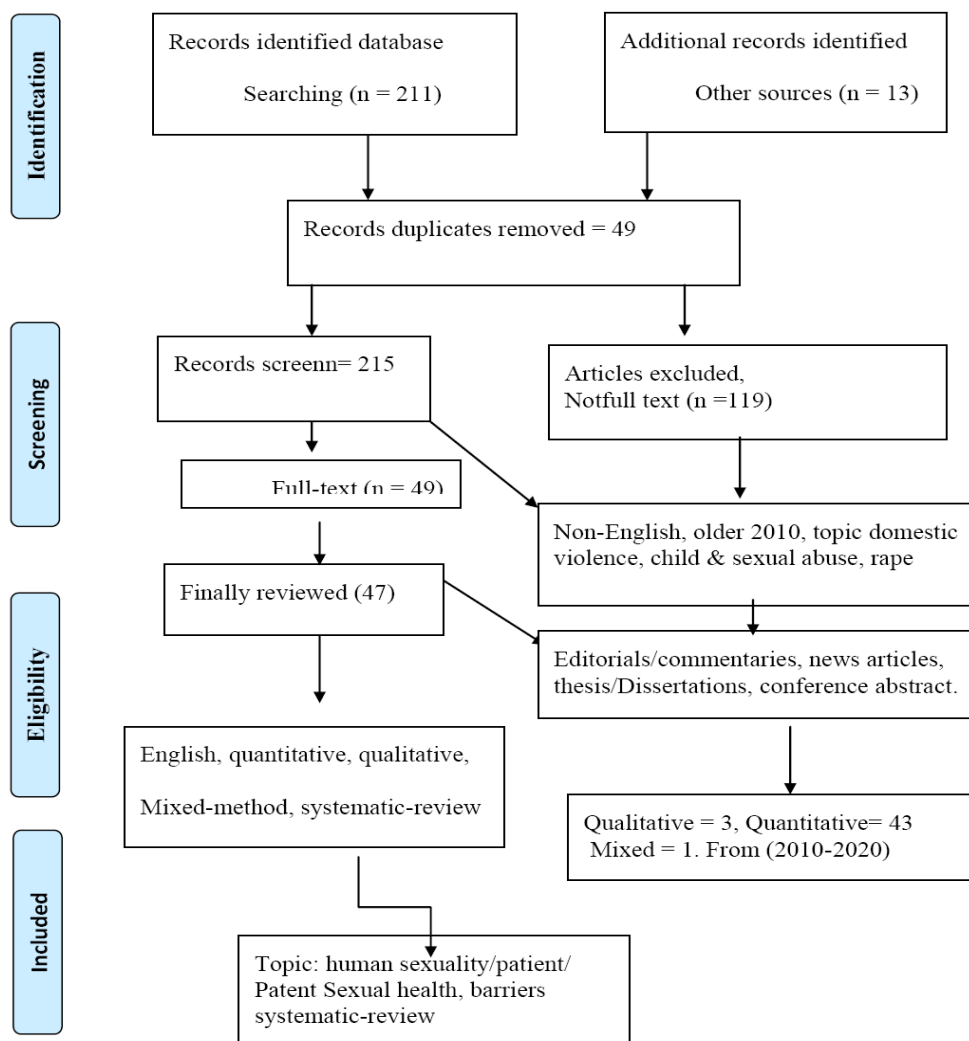 Identification
Records identified database
Searching (n = 211)
Additional records identified
Other sources (n = 13)
Records duplicates removed = 49
Screening
Records screenn= 215
Articles excluded,
Notfull text (n =119)
Full-text (n = 49)
Non-English, older 2010, topic domestic
violence, child & sexual abuse, rape
Eligibility
Finally reviewed (47)
Editorials/commentaries, news articles,
thesis/Dissertations, conference abstract.
English, quantitative, qualitative,
Mixed-method, systematic-review
Qualitative = 3, Quantitative= 43
Mixed = 1. From (2010-2020)
Included
Topic: human sexuality/patient/
Patent Sexual health, barriers
systematic-review